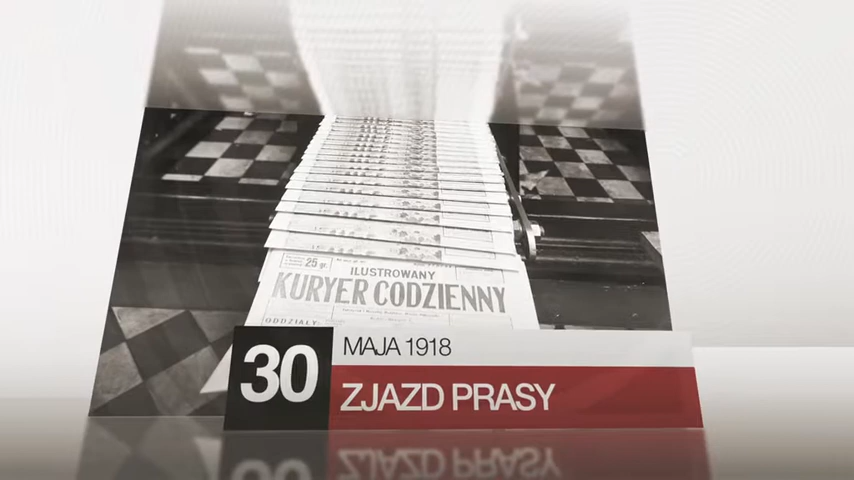 25 gr.
ILUSTROWANY
KURYER CODZIENNY
ODDZIAŁY:
30
MAJA 1918
ZJAZD PRASY